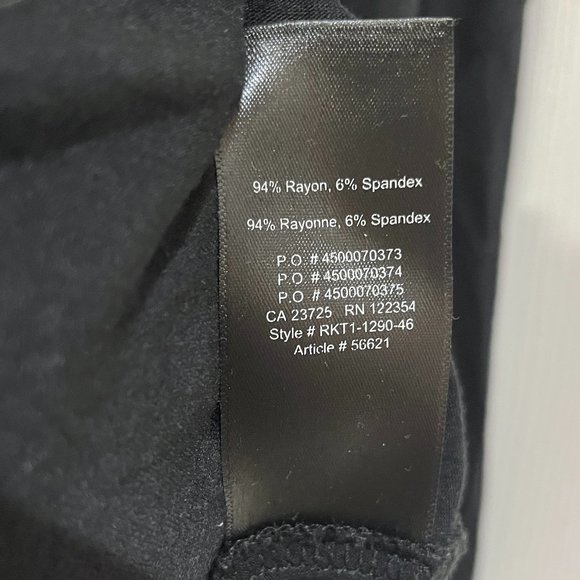 94% Rayon, 6% Spandex
94% Rayonne, 6% Spandex
P.O. # 4500070373
P.O. # 4500070374
P.O. # 4500070375
CA 23725 RN 122354
Style # RKT1-1290-46
Article # 56621